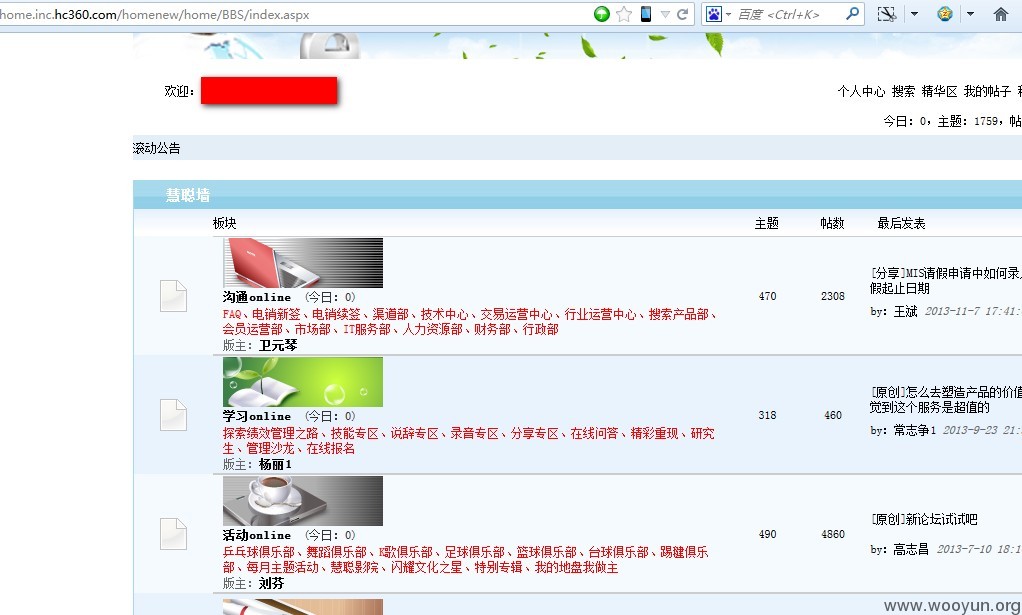 home.inc.hc360.com/homenew/home/BBS/index.aspx
百度 <Ctrl+K>
欢迎:
个人中心 搜索 精华区 我的帖子
今日: 0, 主题: 1759, 帖
滚动公告
慧聪墙
板块 主题 帖数 最后发表
沟通online (今日: 0)
FAQ、电销新签、电销续签、渠道部、技术中心、交易运营中心、行业运营中心、搜索产品部、
会员运营部、市场部、IT服务部、人力资源部、财务部、行政部
版主: 卫元琴
470 2308
[分享]MIS请假申请中如何录
假起止日期
by: 王斌 2013-11-7 17:41:
学习online (今日: 0)
探索绩效管理之路、技能专区、说辞专区、录音专区、分享专区、在线问答、精彩重现、研究
生、管理沙龙、在线报名
版主: 杨丽1
318 460
[原创]怎么去塑造产品的价值
觉到这个服务是超值的
by: 常志争1 2013-9-23 21:
活动online (今日: 0)
乒乓球俱乐部、舞蹈俱乐部、K歌俱乐部、足球俱乐部、篮球俱乐部、台球俱乐部、踢毽俱乐
部、每月主题活动、慧聪影院、闪耀文化之星、特别专辑、我的地盘我做主
版主: 刘芬
490 4860
[原创]新论坛试试吧
by: 高志昌 2013-7-10 18:1
www.wooyun.org